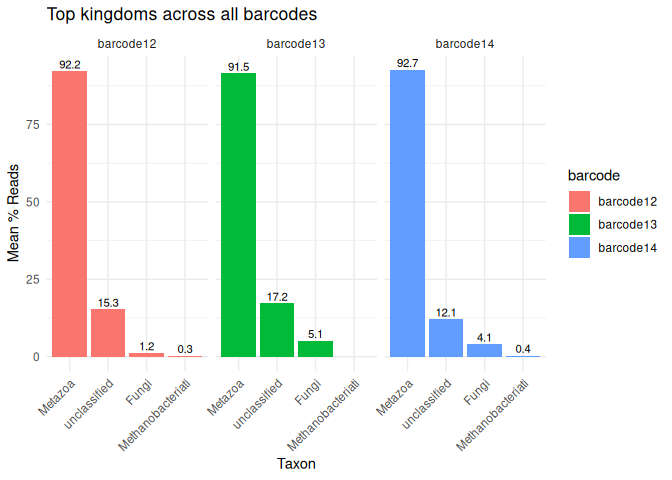 Top kingdoms across all barcodes
barcode12
barcode13
barcode14
Mean % Reads
75
50
25
0
92.2
15.3
1.2
0.3
91.5
17.2
5.1
92.7
12.1
4.1
0.4
Metazoa
unclassified
Fungi
Methanobacteriati
Metazoa
unclassified
Fungi
Methanobacteriati
Metazoa
unclassified
Fungi
Methanobacteriati
Taxon
barcode
barcode12
barcode13
barcode14